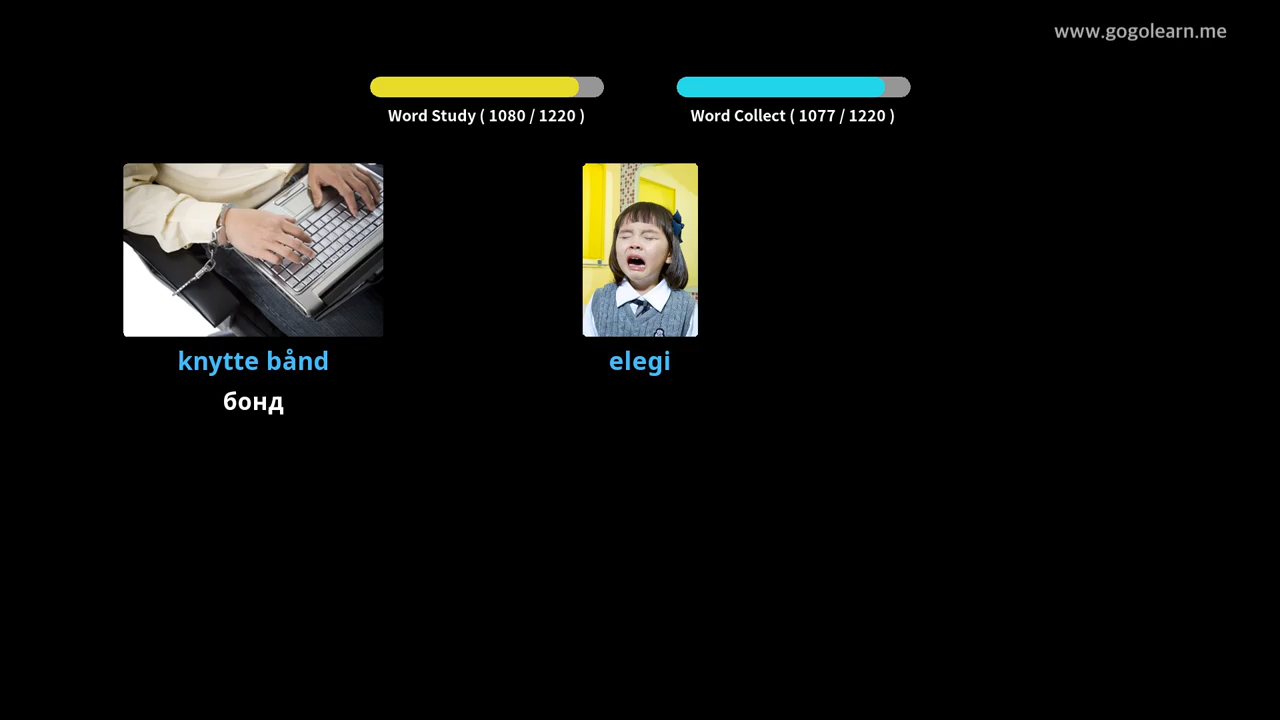 www.gogolearn.me
Word Study ( 1080 / 1220 )
Word Collect ( 1077 / 1220 )
knytte bånd
бонд
elegi